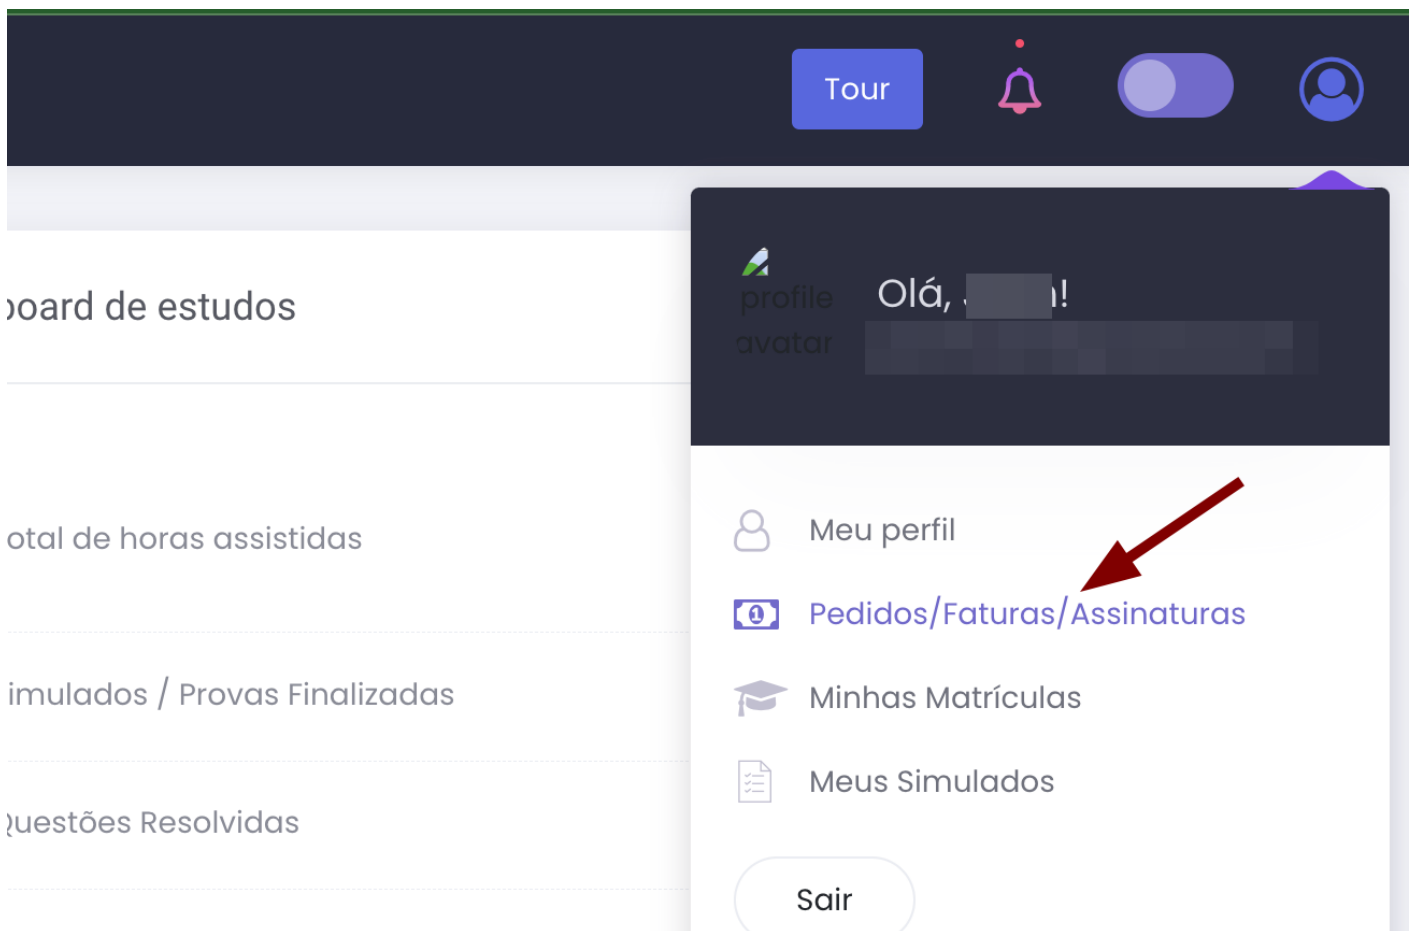 Tour
board de estudos
profile
avatar
Olá, !
otal de horas assistidas
imulados / Provas Finalizadas
Questões Resolvidas
Meu perfil
Pedidos/Faturas/Assinaturas
Minhas Matrículas
Meus Simulados
Sair